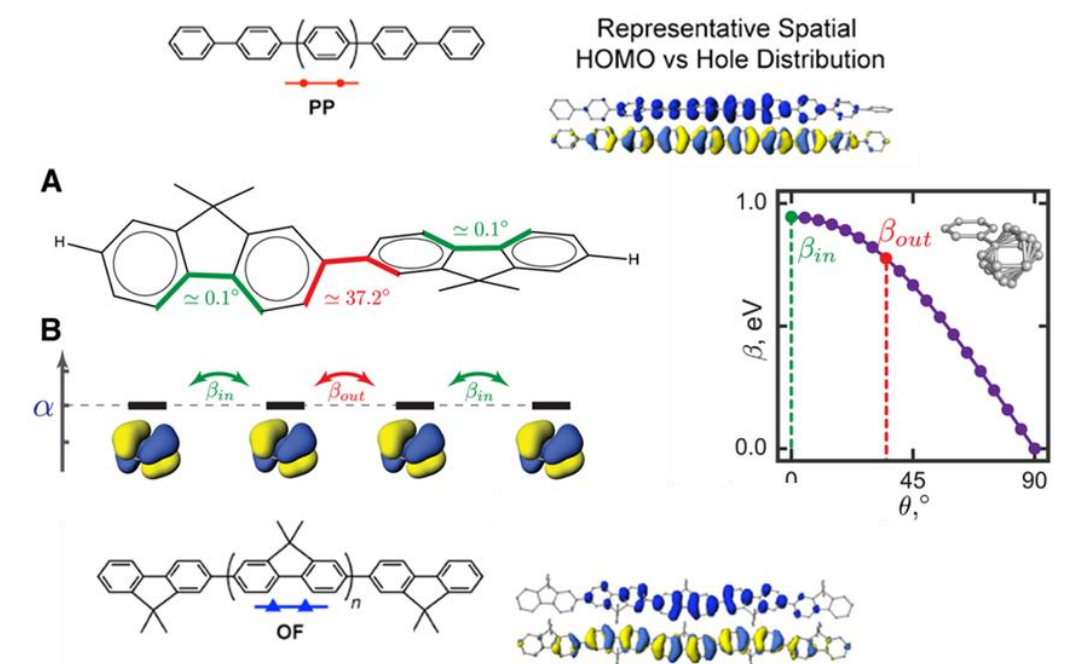 Representative Spatial
HOMO vs Hole Distribution
PP
A
H
≃ 0.1°
≃ 37.2°
≃ 0.1°
H
B
α
β_in
β_out
β_in
β, eV
1.0
0.0
β_in
β_out
0
45
90
θ,°
n
OF